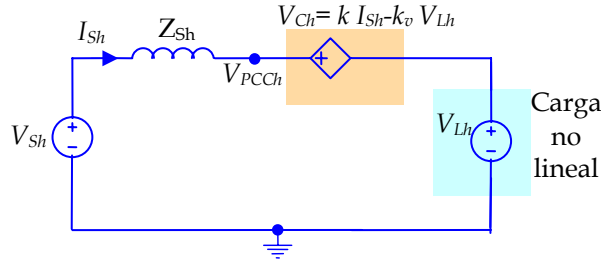 V_Ch = k I_Sh-k_v V_Lh
I_Sh
Z_Sh
V_PCCh
V_Sh
+
-
+
V_Lh
+
-
Carga
no
lineal